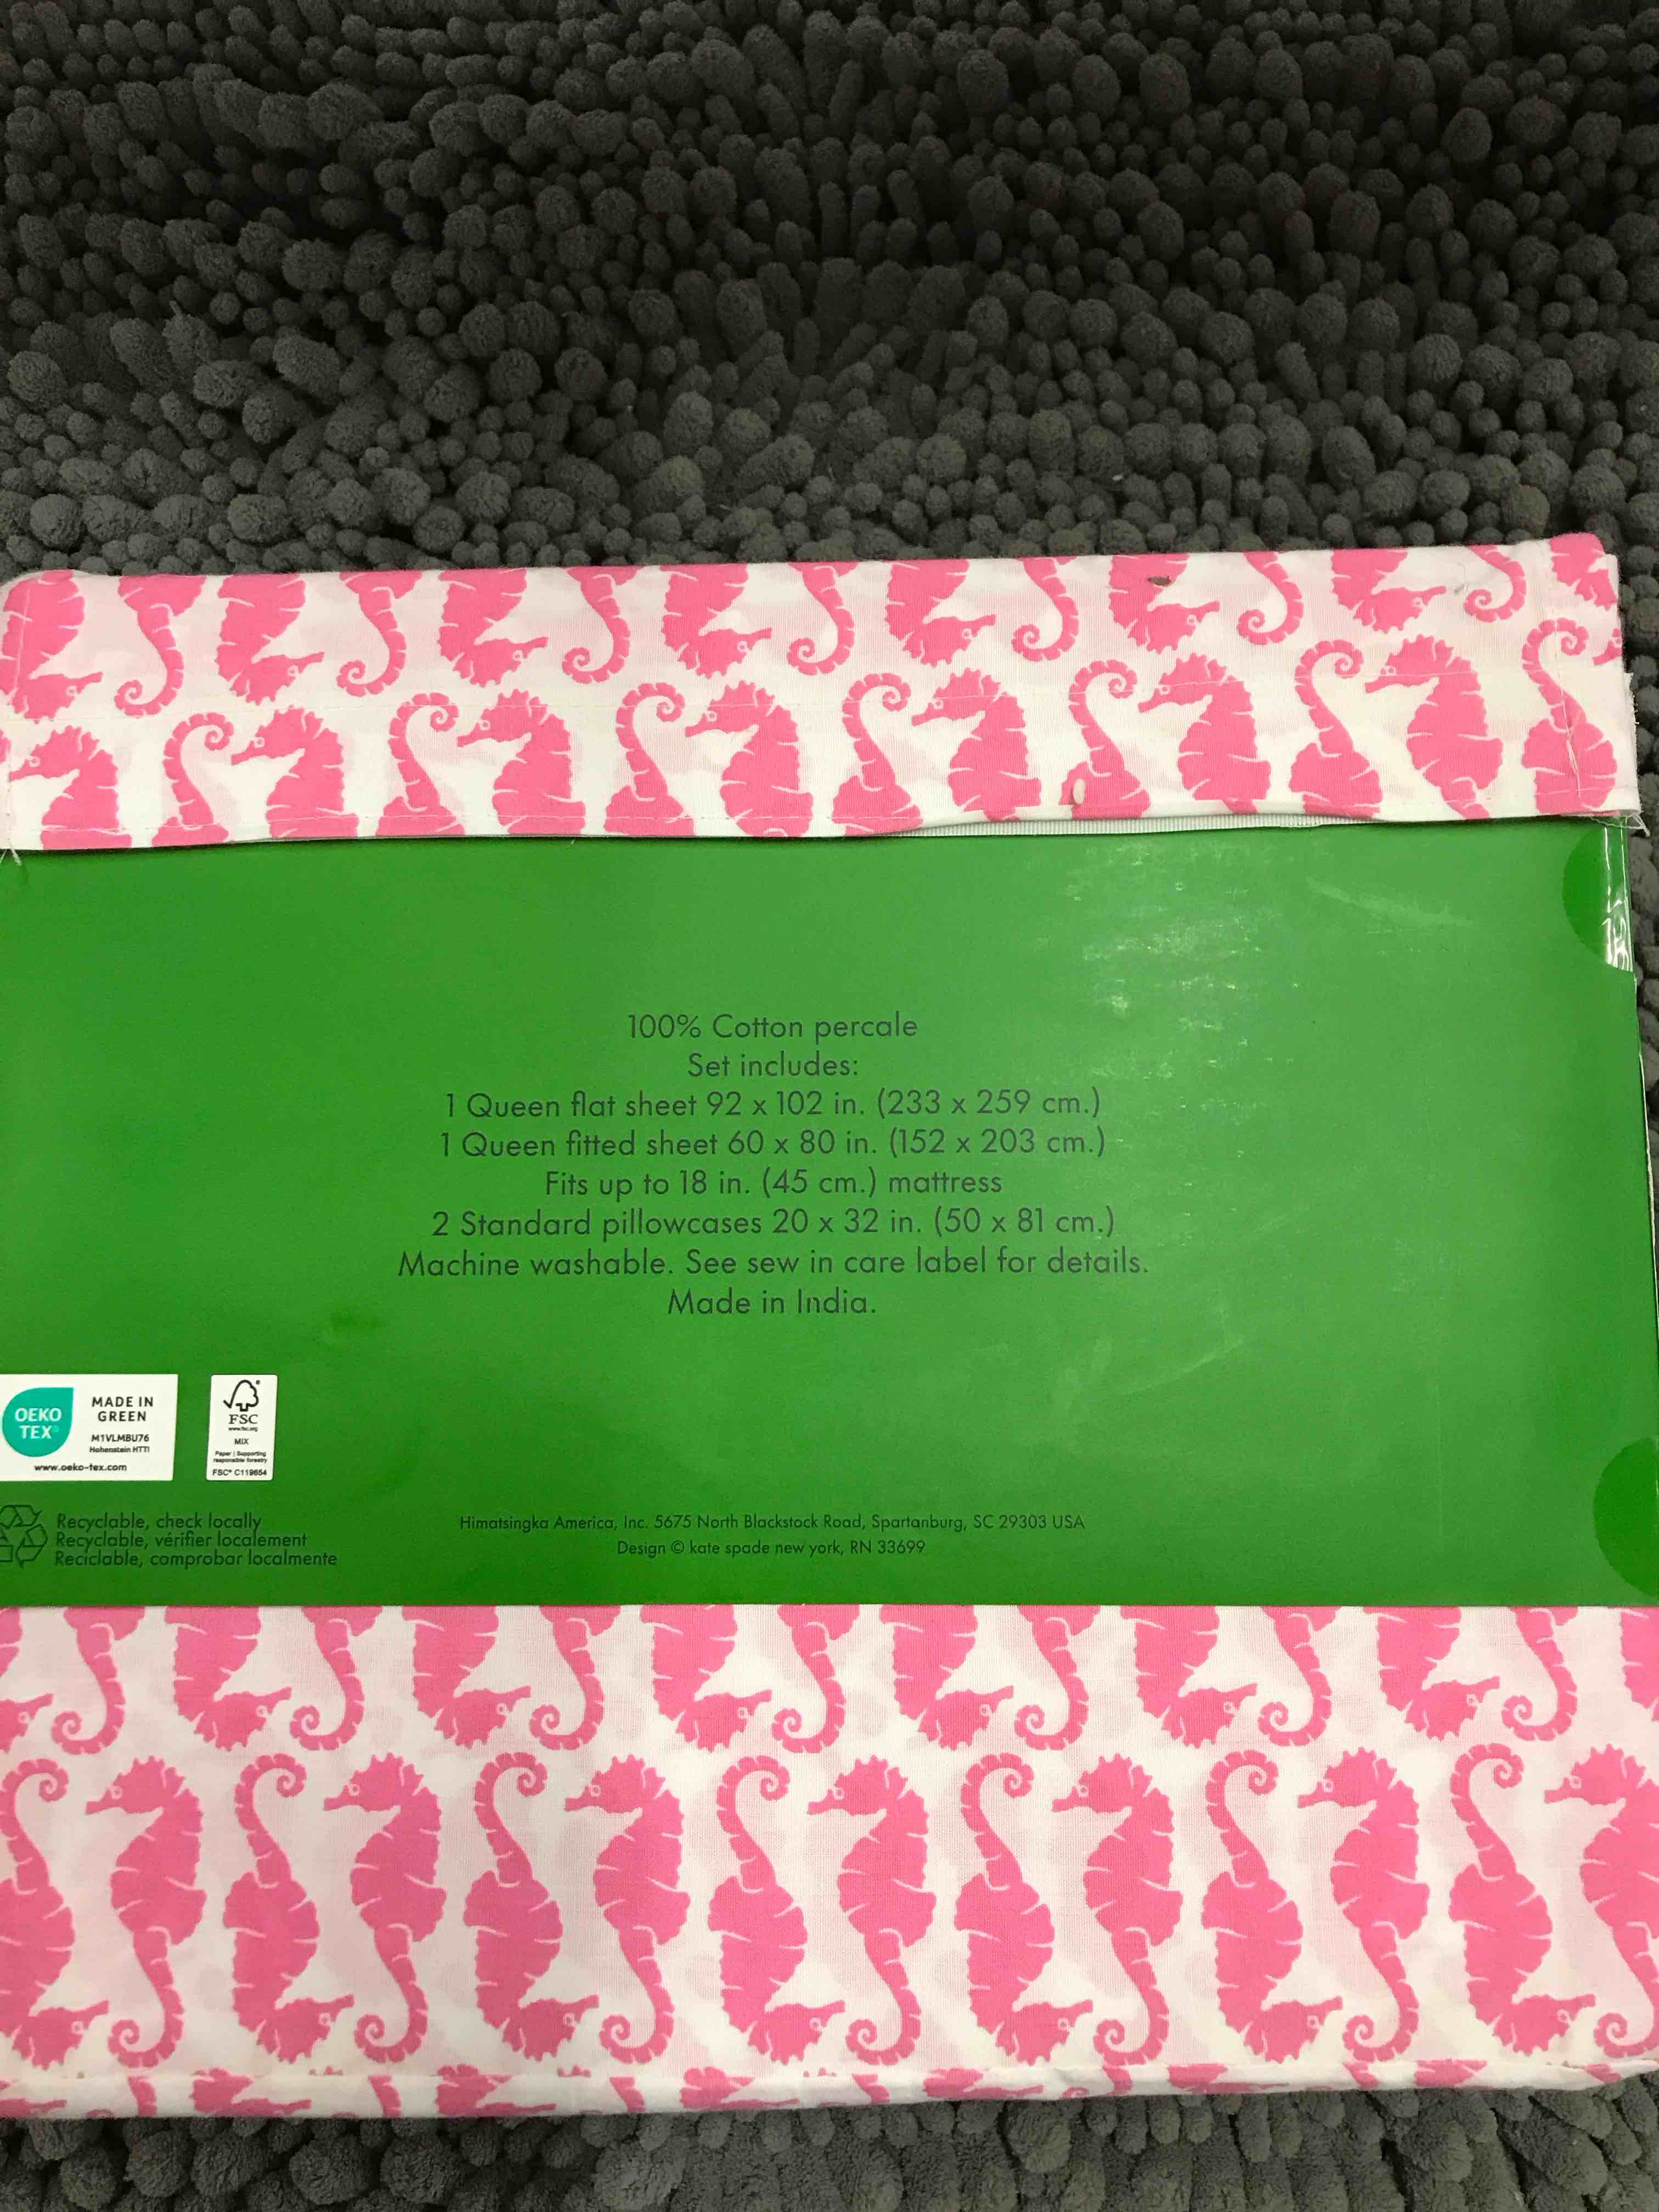 100% Cotton percale
Set includes:
1 Queen flat sheet 92 x 102 in. (233 x 259 cm.)
1 Queen fitted sheet 60 x 80 in. (152 x 203 cm.)
Fits up to 18 in. (45 cm.) mattress
2 Standard pillowcases 20 x 32 in. (50 x 81 cm.)
Machine washable. See sew in care label for details.
Made in India.
OEKO
TEX®
MADE IN
GREEN
M1VLMBU76
Hohenstein HTTI
www.oeko-tex.com
FSC
www.fsc.org
MIX
Paper | Supporting
responsible forestry
FSC® C119654
Recyclable, check locally
Recyclable, vérifier localement
Reciclable, comprobar localmente
Himatsingka America, Inc. 5675 North Blackstock Road, Spartanburg, SC 29303 USA
Design © kate spade new york, RN 33699